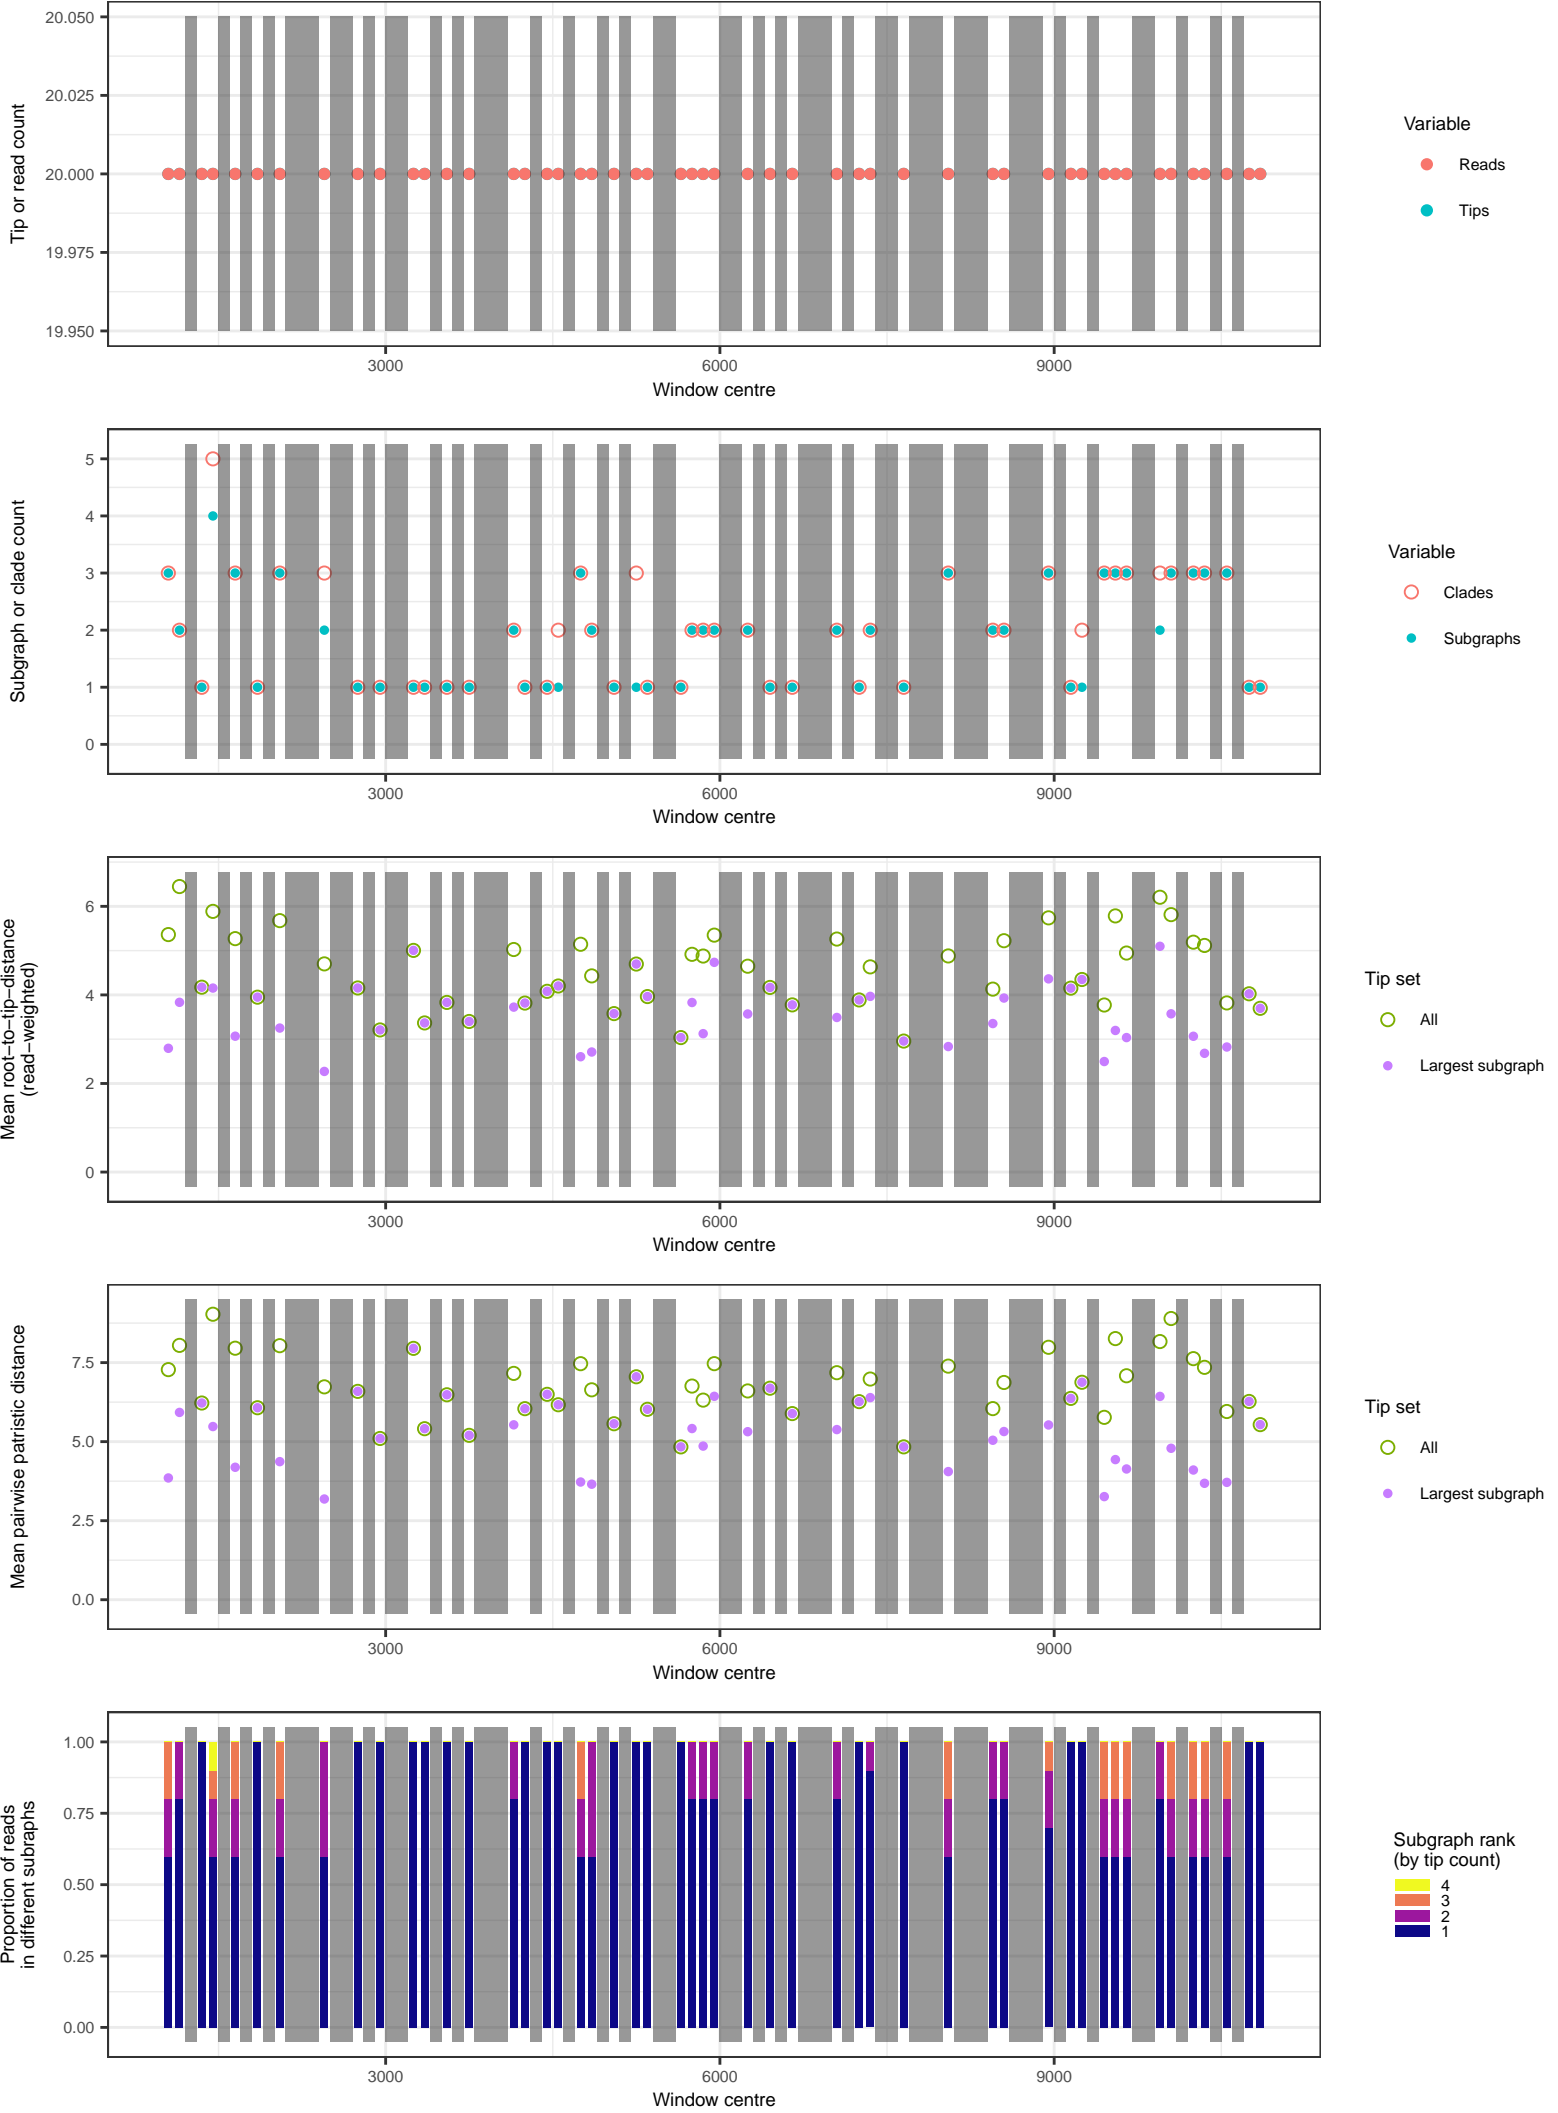 20.050
20.025
20.000
19.975
19.950
Tip or read count
3000
6000
9000
Window centre
Variable
Reads
Tips
5
4
3
2
1
0
Subgraph or clade count
3000
6000
9000
Window centre
Variable
Clades
Subgraphs
6
4
2
0
Mean root−to−tip−distance
(read−weighted)
3000
6000
9000
Window centre
Tip set
All
Largest subgraph
7.5
5.0
2.5
0.0
Mean pairwise patristic distance
3000
6000
9000
Window centre
Tip set
All
Largest subgraph
1.00
0.75
0.50
0.25
0.00
Proportion of reads
in different subraphs
3000
6000
9000
Window centre
Subgraph rank
(by tip count)
4
3
2
1